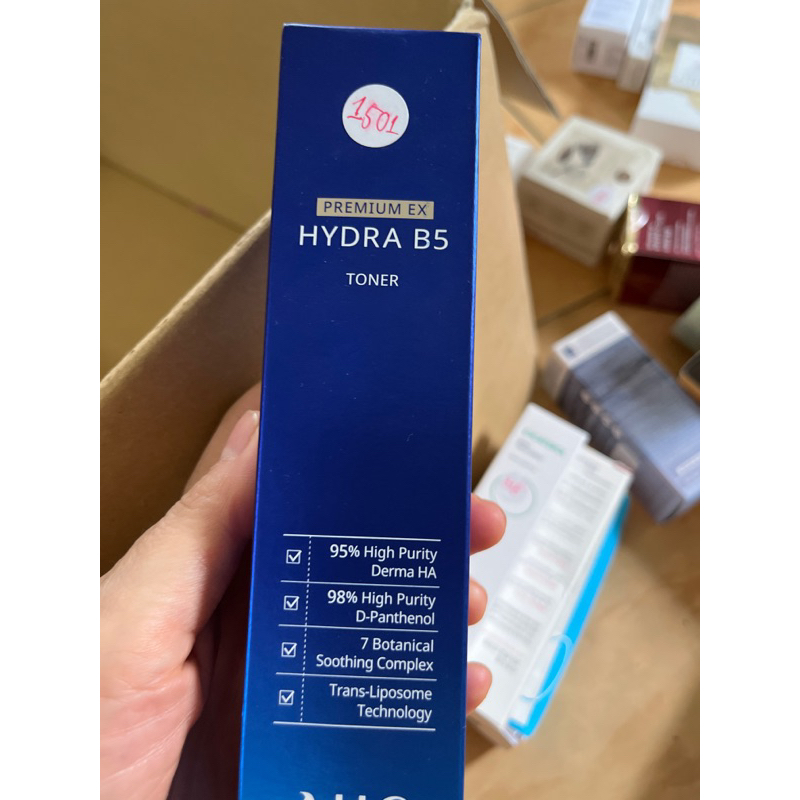 1501
PREMIUM EX
HYDRA B5
TONER
95% High Purity
Derma HA
98% High Purity
D-Panthenol
7 Botanical
Soothing Complex
Trans-Liposome
Technology